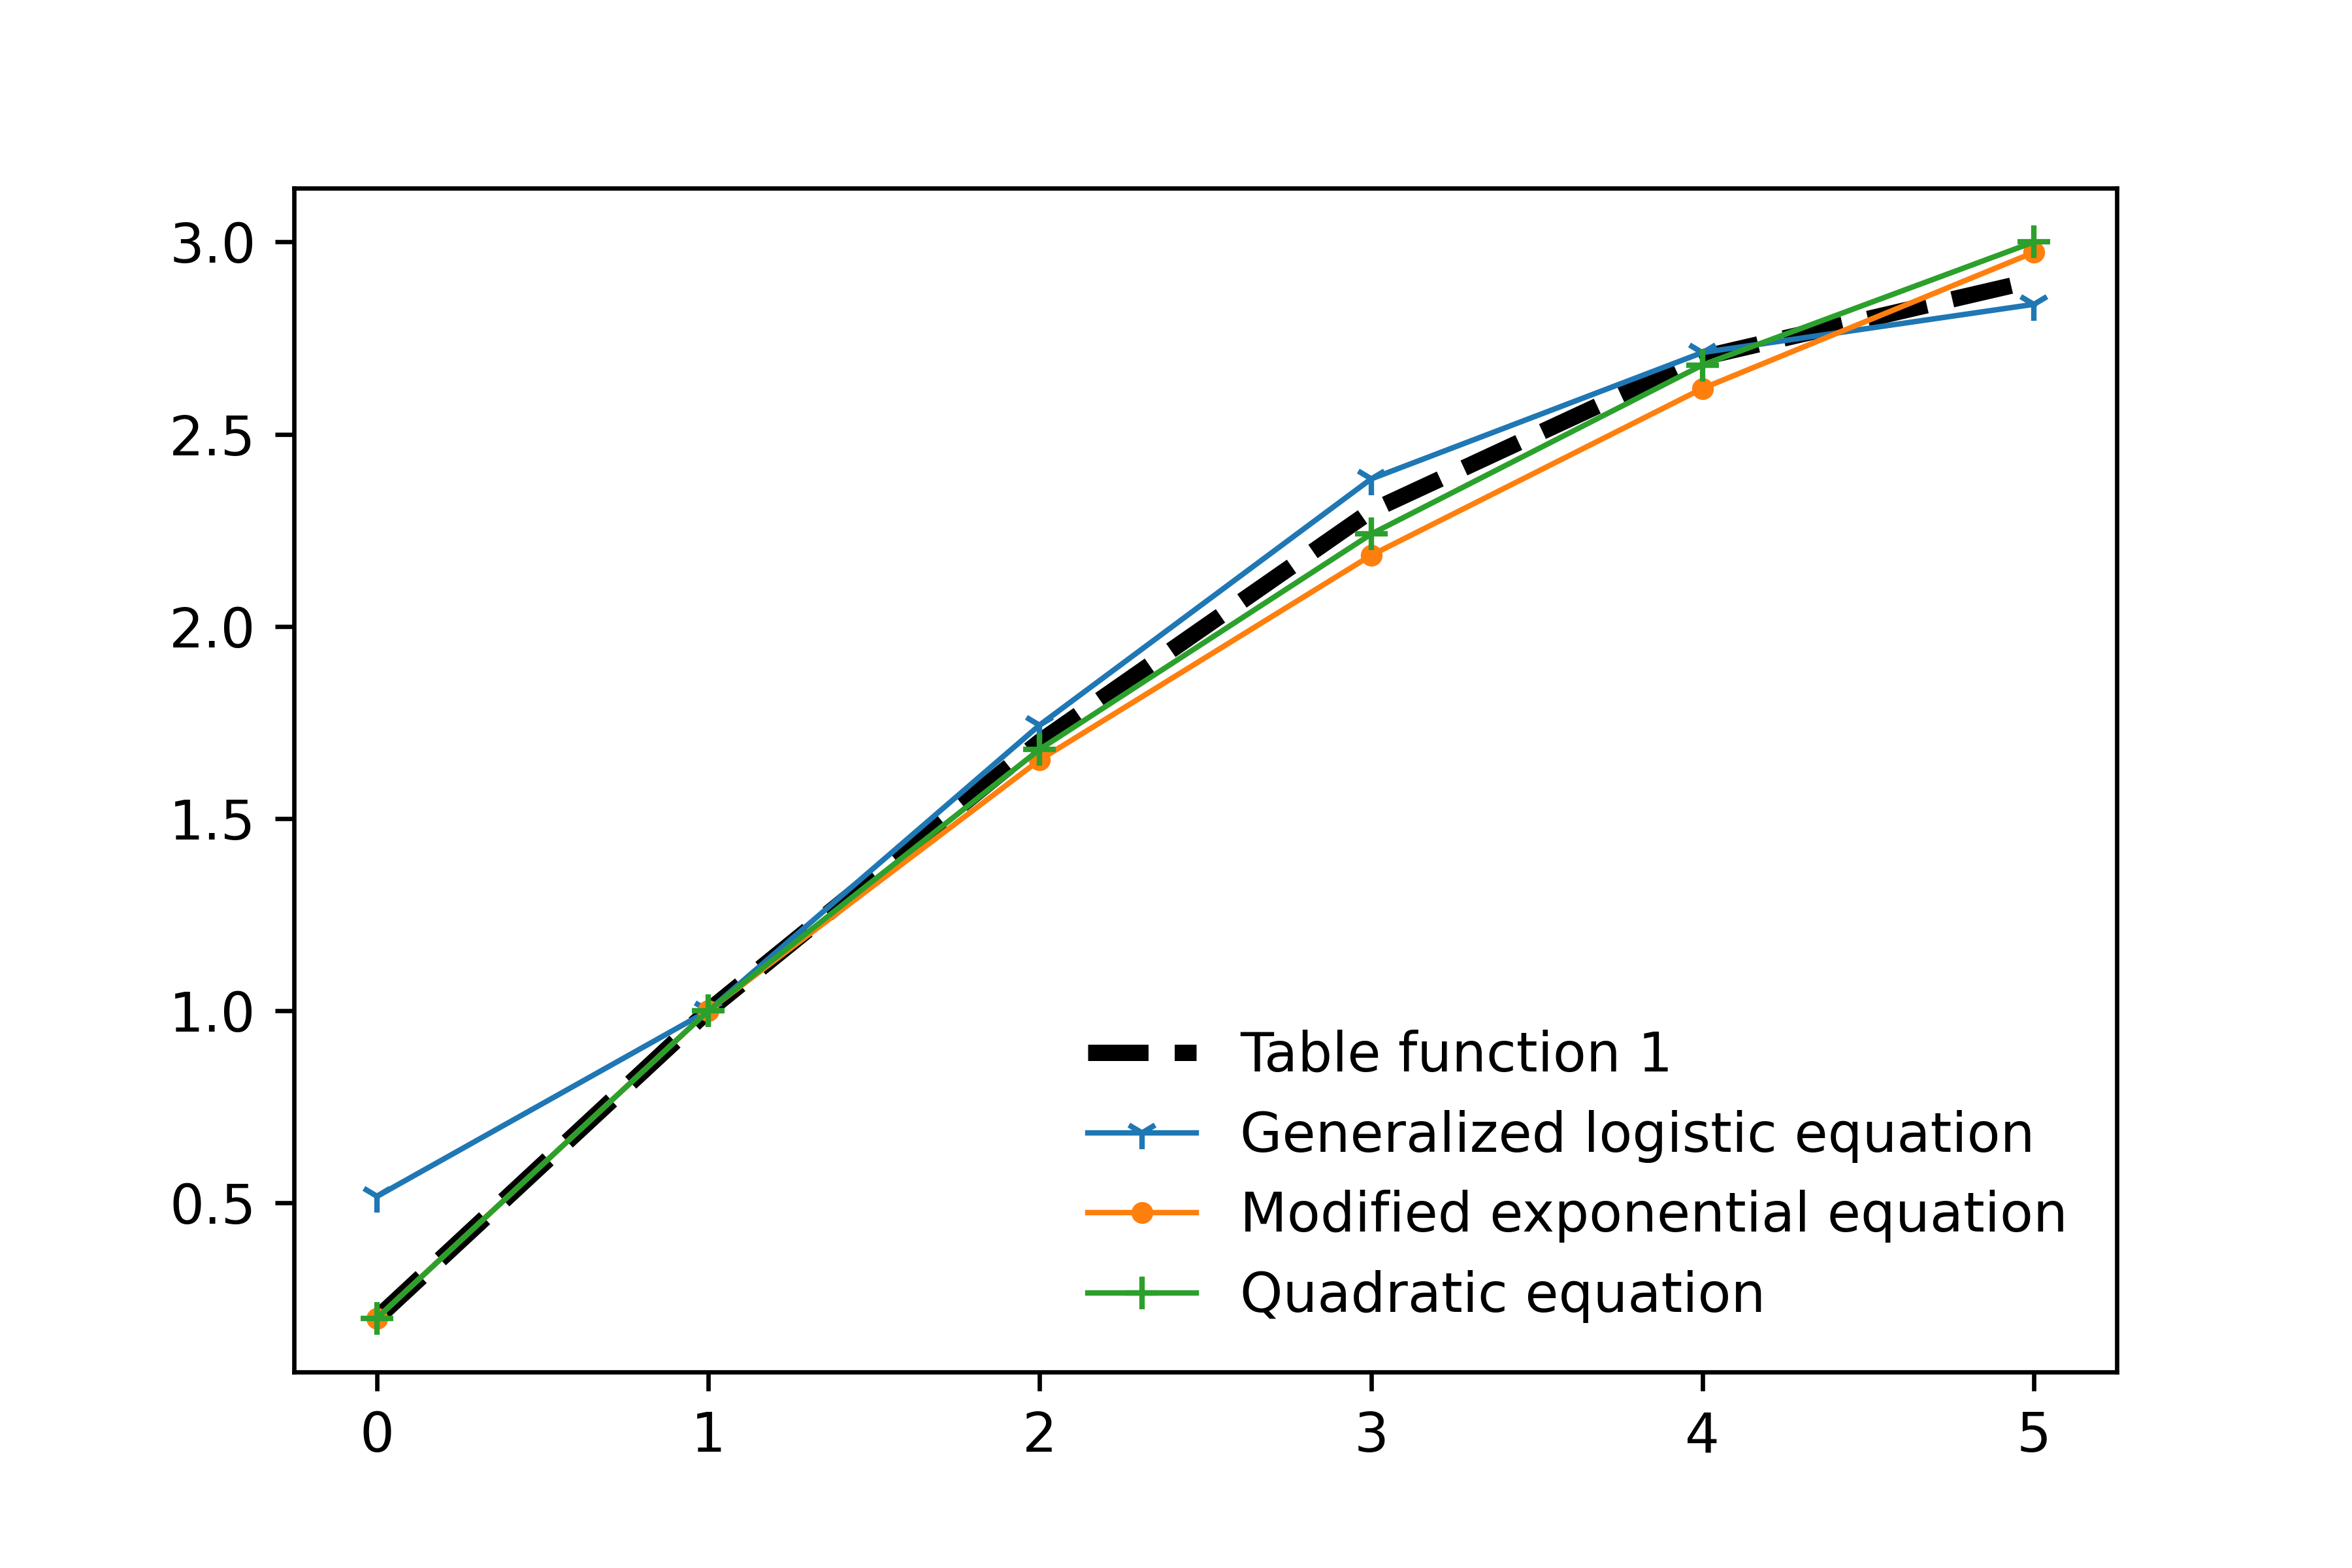 3.0
2.5
2.0
1.5
1.0
0.5
Table function 1
Generalized logistic equation
Modified exponential equation
Quadratic equation
0 1 2 3 4 5